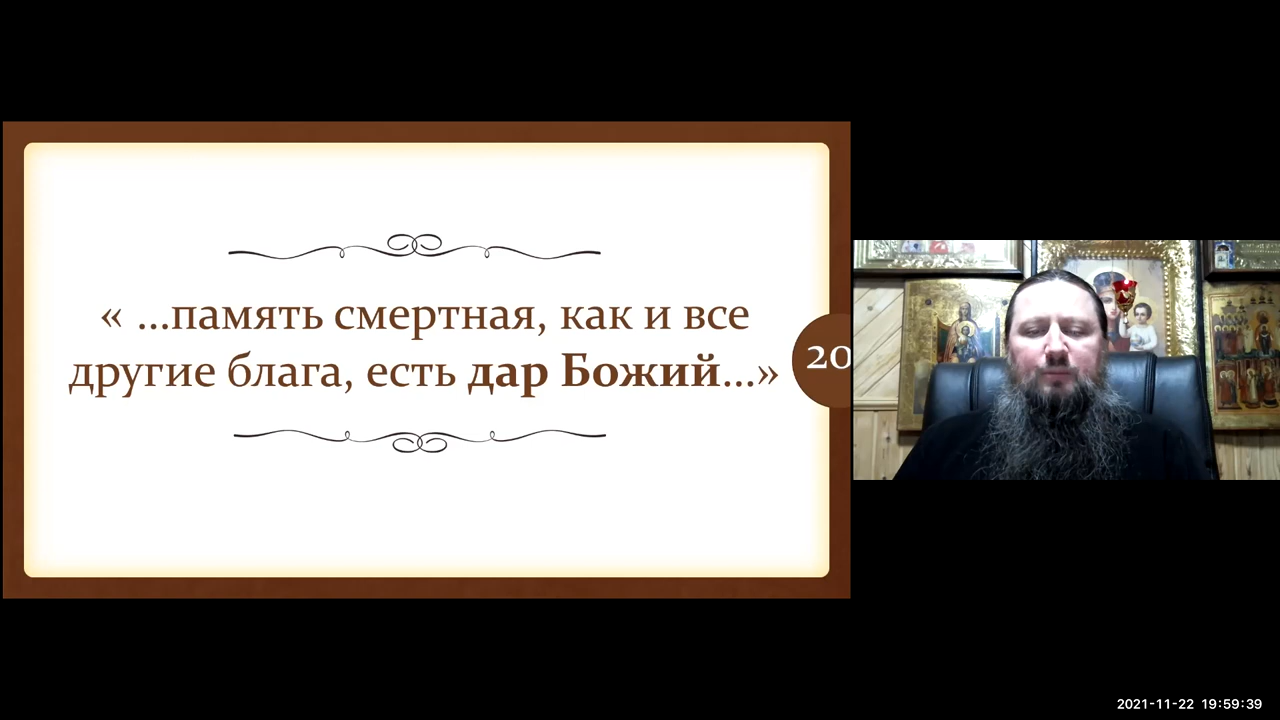 « …память смертная, как и все
другие блага, есть дар Божий…»
20
2021-11-22 19:59:39